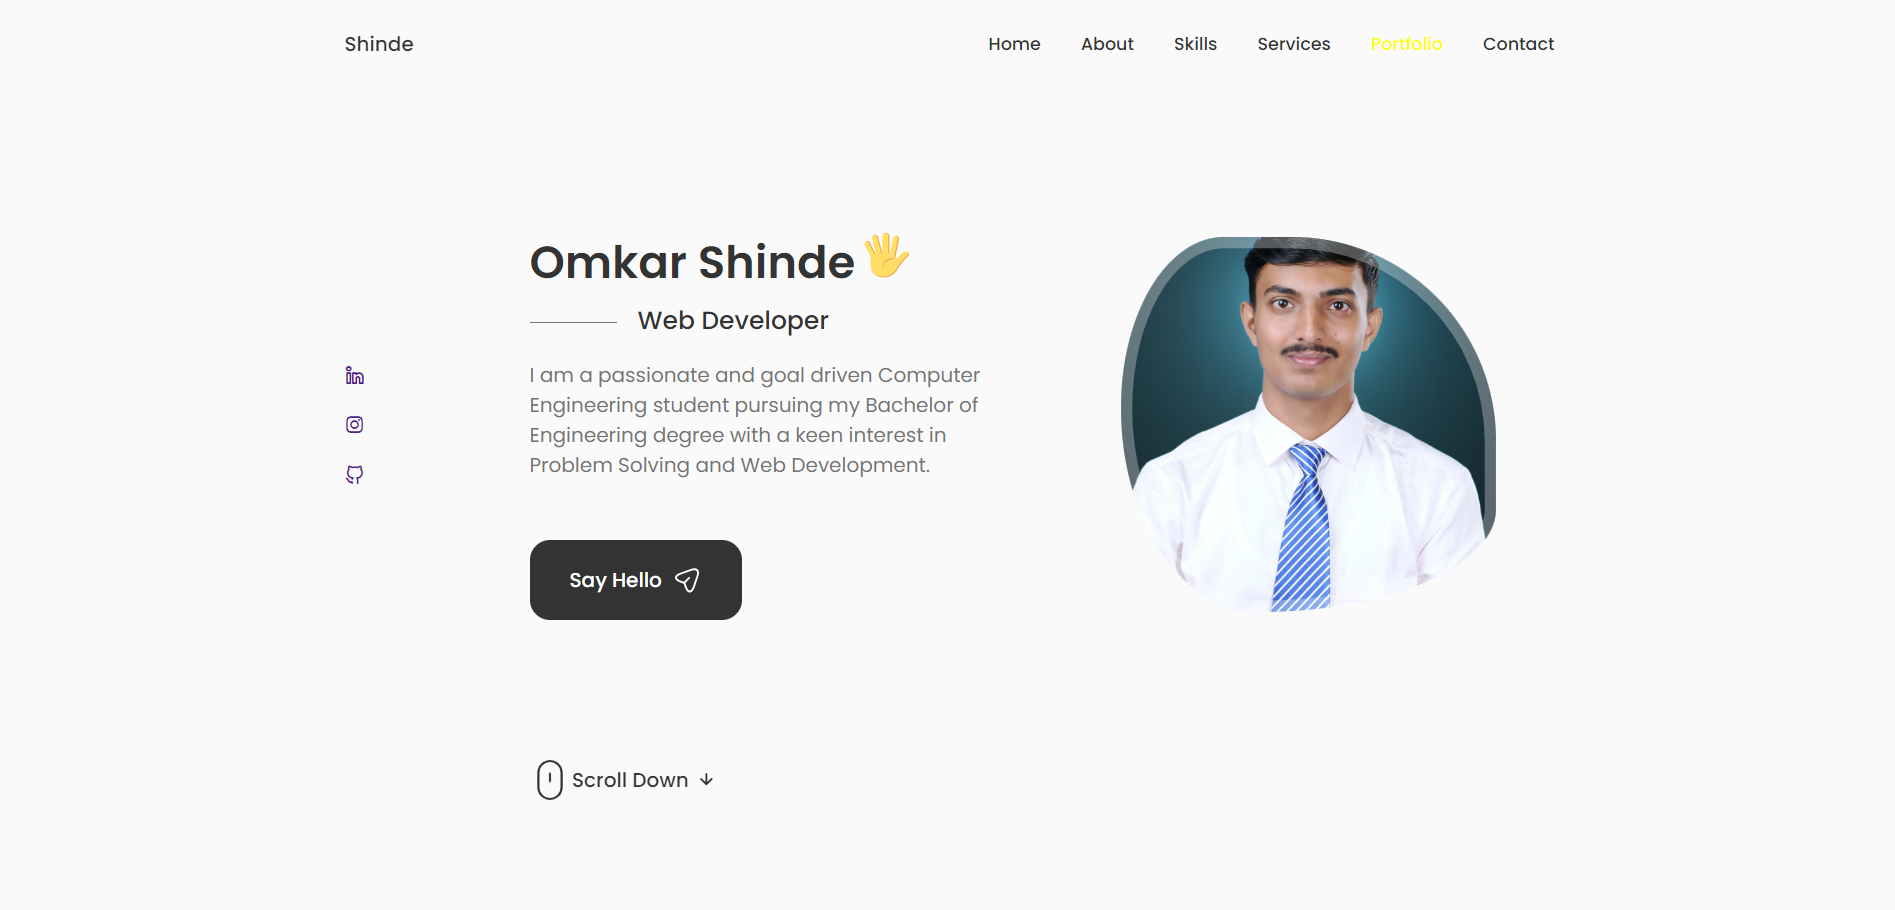 Shinde
Home About Skills Services Portfolio Contact
Omkar Shinde🖐
Web Developer
I am a passionate and goal driven Computer
Engineering student pursuing my Bachelor of
Engineering degree with a keen interest in
Problem Solving and Web Development.
Say Hello
Scroll Down